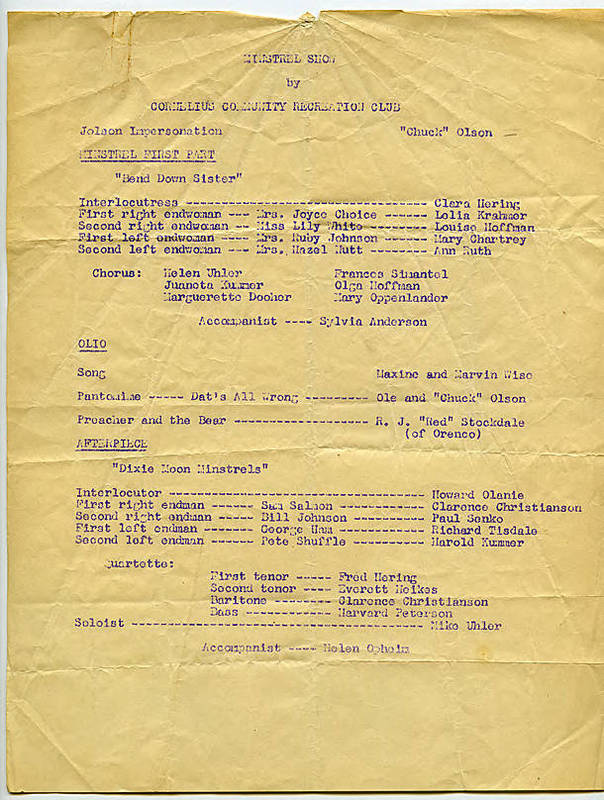 MINSTREL SHOW
by
CORNELIUS COMMUNITY RECREATION CLUB
Jolson Impersonation "Chuck" Olson
MINSTREL FIRST PART
"Bend Down Sister"
Interlocutress ------------------------------- Clara Hering
First right endwoman --- Mrs. Joyce Choice ------ Lolia Krahmer
Second right endwoman -- Miss Lily White -------- Louise Hoffman
First left endwoman --- Mrs. Ruby Johnson ------- Mary Chartrey
Second left endwoman --- Mrs. Hazel Nutt -------- Ann Ruth
Chorus: Helen Uhler Frances Simantel
Juaneta Kummer Olga Hoffman
Marguerette Dooher Mary Oppenlander
Accompanist ---- Sylvia Anderson
OLIO
Song Maxine and Marvin Wise
Pantomime ----- Dat's All Wrong --------- Ole and "Chuck" Olson
Preacher and the Bear ------------------- R. J. "Red" Stockdale
(of Orenco)
AFTERPIECE
"Dixie Moon Minstrels"
Interlocutor ------------------------------------- Howard Olanie
First right endman ------ Sam Salmon ------------ Clarence Christianson
Second right endman ----- Bill Johnson ---------- Paul Senko
First left endman ------- George Ham ---------- Richard Tisdale
Second left endman ------ Pete Shuffle --------- Harold Kummer
Quartette:
First tenor ----- Fred Hering
Second tenor ---- Everett Heikes
Baritone -------- Clarence Christianson
Bass ------------ Harvard Peterson
Soloist ------------------------------------------ Mike Uhler
Accompanist ---- Helen Opheim